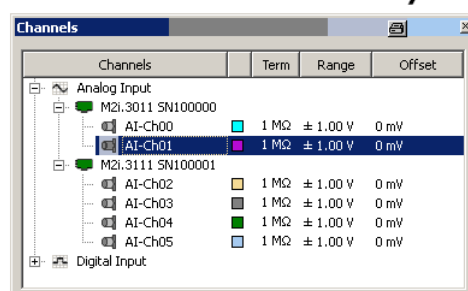 Channels
Channels Term Range Offset
Analog Input
M2i.3011 SN100000
AI-Ch00 1 MΩ ± 1.00 V 0 mV
AI-Ch01 1 MΩ ± 1.00 V 0 mV
M2i.3111 SN100001
AI-Ch02 1 MΩ ± 1.00 V 0 mV
AI-Ch03 1 MΩ ± 1.00 V 0 mV
AI-Ch04 1 MΩ ± 1.00 V 0 mV
AI-Ch05 1 MΩ ± 1.00 V 0 mV
Digital Input